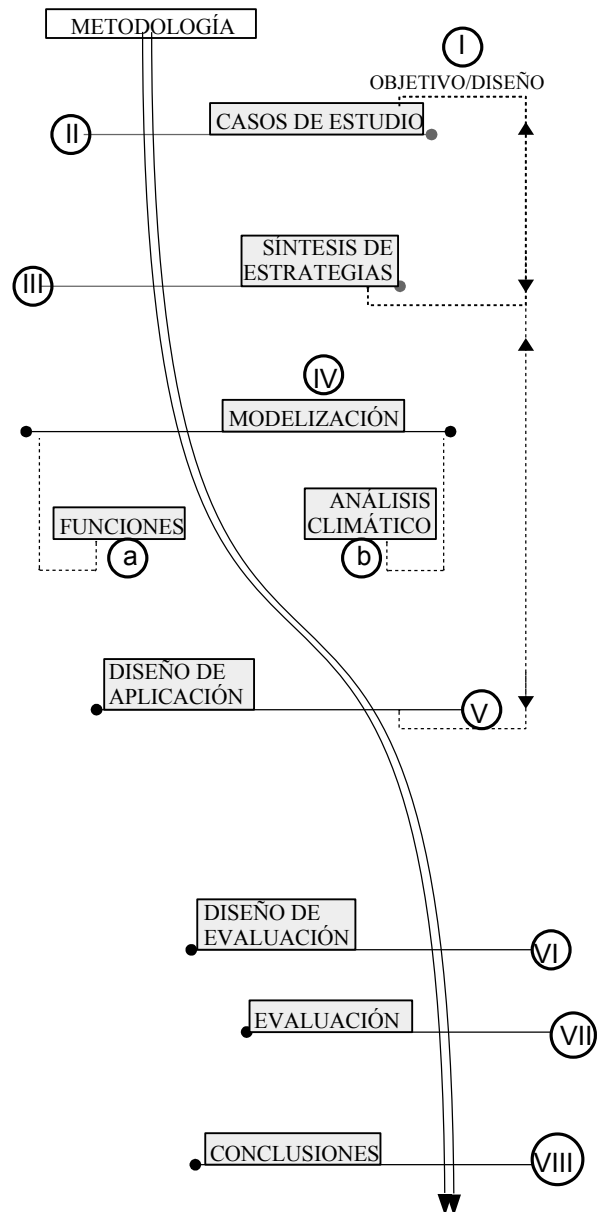 METODOLOGÍA
I
OBJETIVO/DISEÑO
II
CASOS DE ESTUDIO
SÍNTESIS DE
ESTRATEGIAS
III
IV
MODELIZACIÓN
FUNCIONES
a
ANÁLISIS
CLIMÁTICO
b
DISEÑO DE
APLICACIÓN
V
DISEÑO DE
EVALUACIÓN
VI
EVALUACIÓN
VII
CONCLUSIONES
VIII